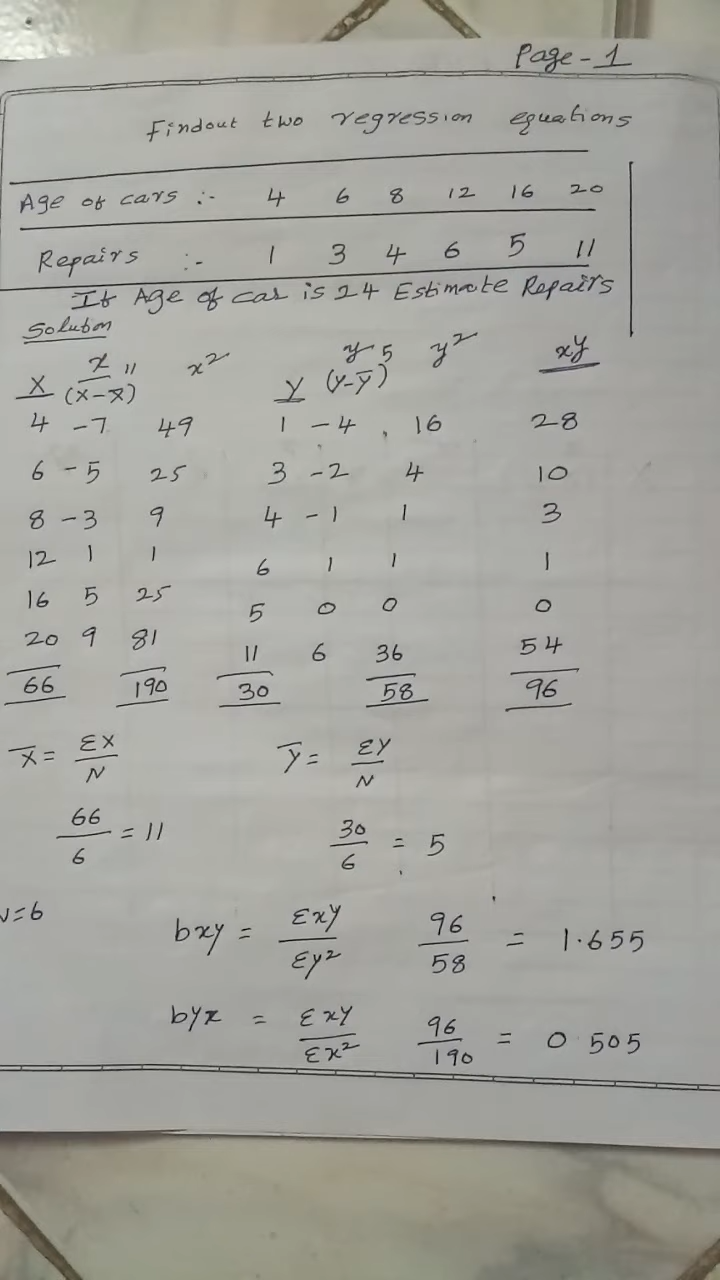 Page-1
Findout two regression equations
Age of cars :- 4 6 8 12 16 20
Repairs :- 1 3 4 6 5 11
If Age of car is 24 Estimate Repairs
Solution
x 11 x² y 5 y² xy
X (X-x̄) Y (Y-ȳ)
4 -7 49 1 -4 16 28
6 -5 25 3 -2 4 10
8 -3 9 4 -1 1 3
12 1 1 6 1 1 1
16 5 25 5 0 0 0
20 9 81 11 6 36 54
66 190 30 58 96
X̄ = ΣX/N Ȳ = ΣY/N
66/6 = 11 30/6 = 5
N=6
bxy = Σxy/Σy² 96/58 = 1.655
byx = Σxy/Σx² 96/190 = 0.505